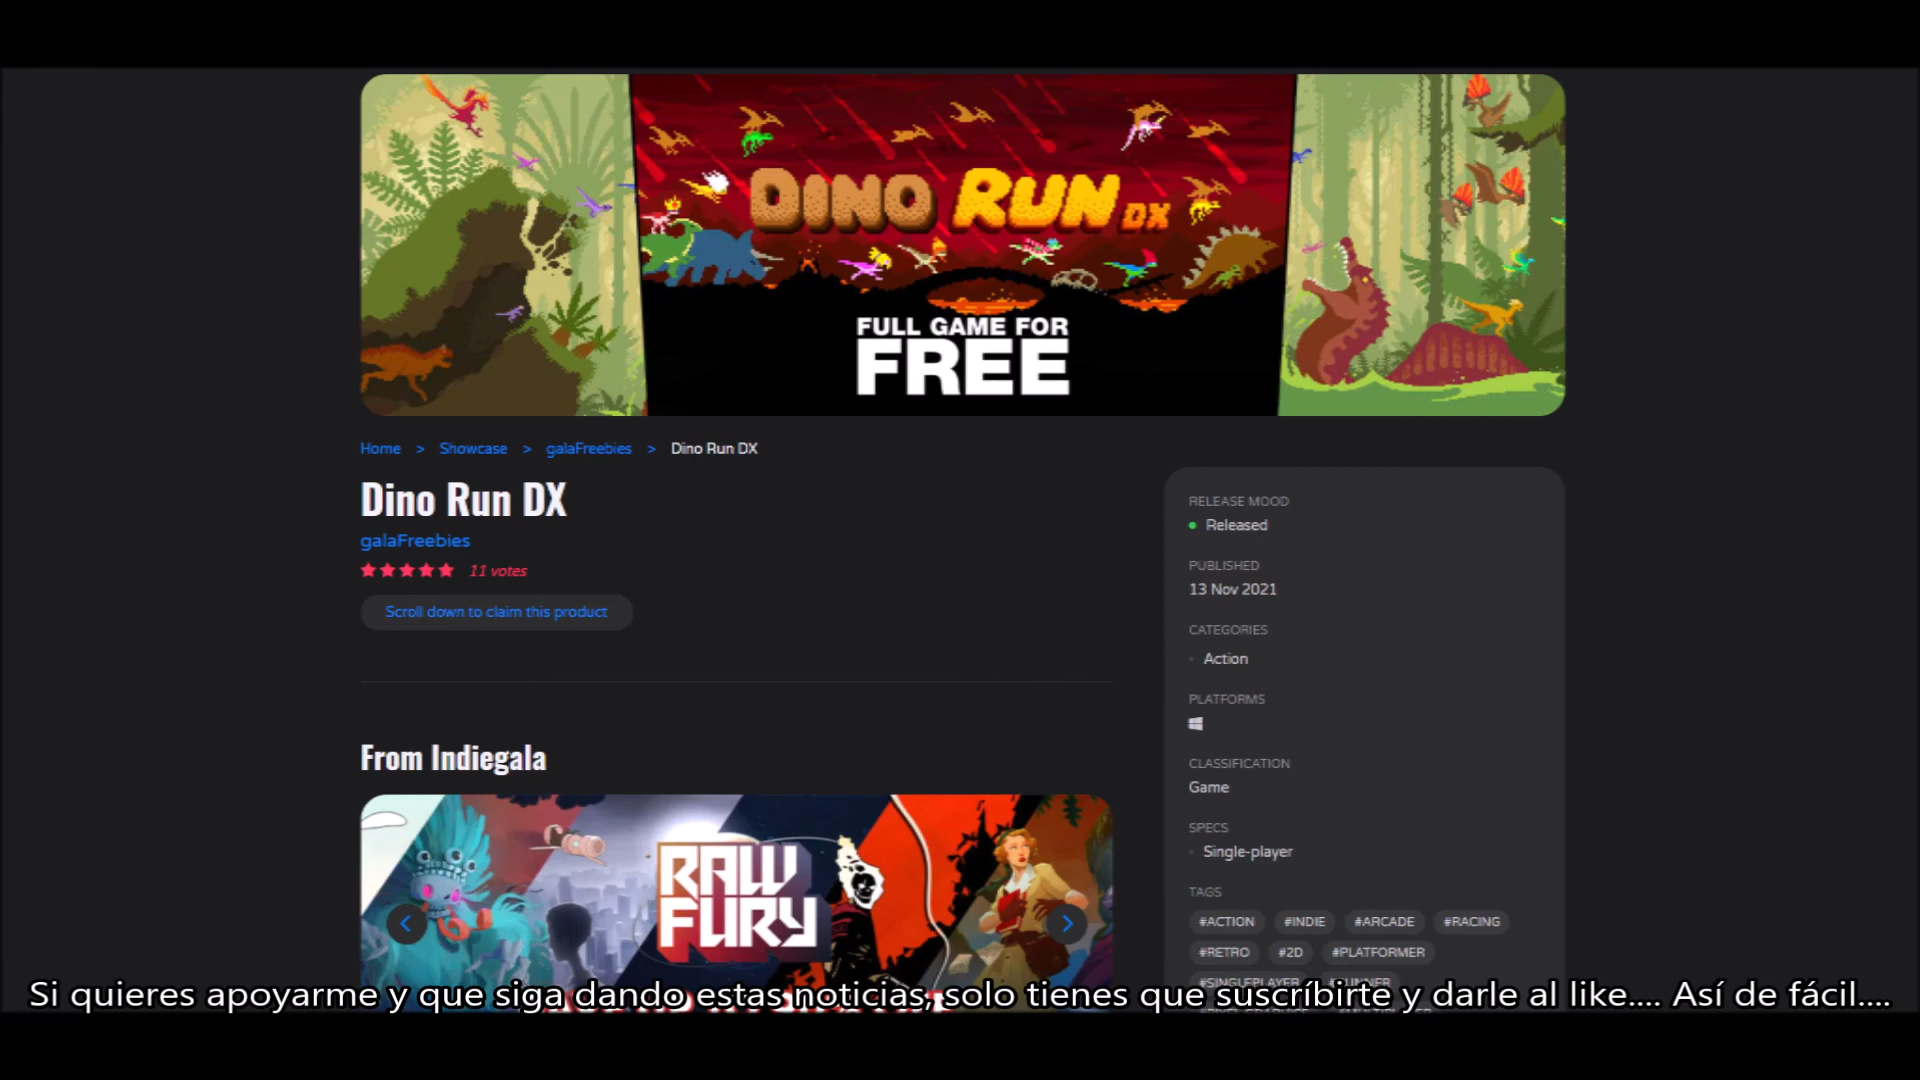 DINO RUN DX
FULL GAME FOR
FREE
Home > Showcase > galaFreebies > Dino Run DX
Dino Run DX
galaFreebies
11 votes
Scroll down to claim this product
From Indiegala
RAW
FURY
RELEASE MOOD
Released
PUBLISHED
13 Nov 2021
CATEGORIES
Action
PLATFORMS
CLASSIFICATION
Game
SPECS
Single-player
TAGS
#ACTION #INDIE #ARCADE #RACING
#RETRO #2D #PLATFORMER
#SINGLEPLAYER
Si quieres apoyarme y que siga dando estas noticias, solo tienes que suscríbirte y darle al like.... Así de fácil....